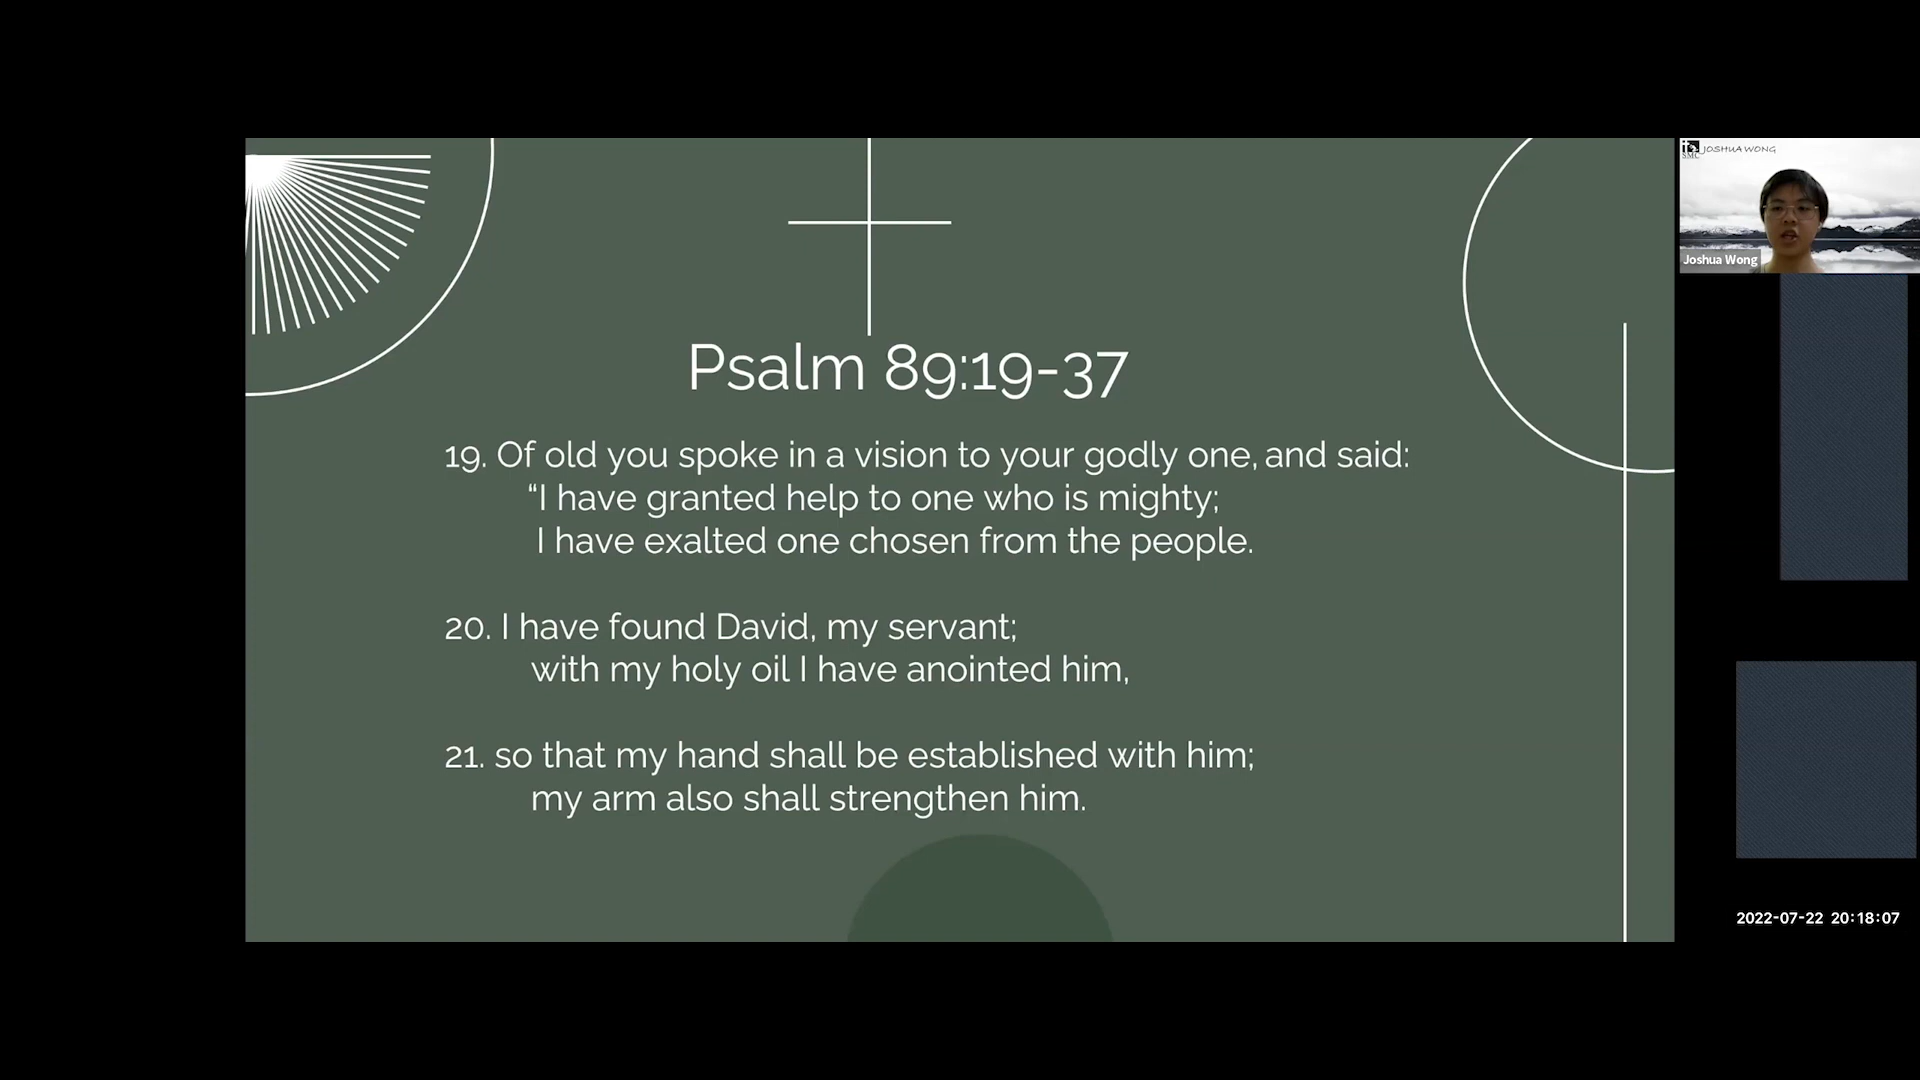 Psalm 89:19-37
19. Of old you spoke in a vision to your godly one, and said:
“I have granted help to one who is mighty;
I have exalted one chosen from the people.
20. I have found David, my servant;
with my holy oil I have anointed him,
21. so that my hand shall be established with him;
my arm also shall strengthen him.
JOSHUA WONG
SMC
Joshua Wong
2022-07-22 20:18:07